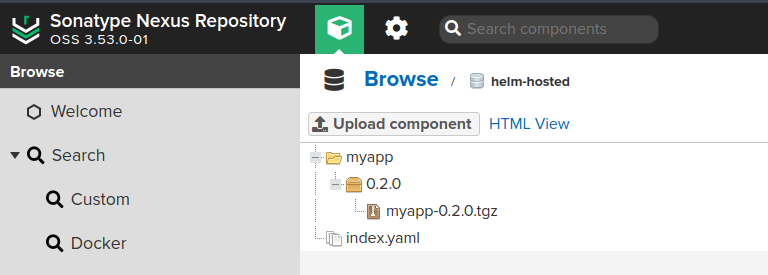 Sonatype Nexus Repository
OSS 3.53.0-01
Search components
Browse
Welcome
Search
Custom
Docker
Browse / helm-hosted
Upload component HTML View
myapp
0.2.0
myapp-0.2.0.tgz
index.yaml